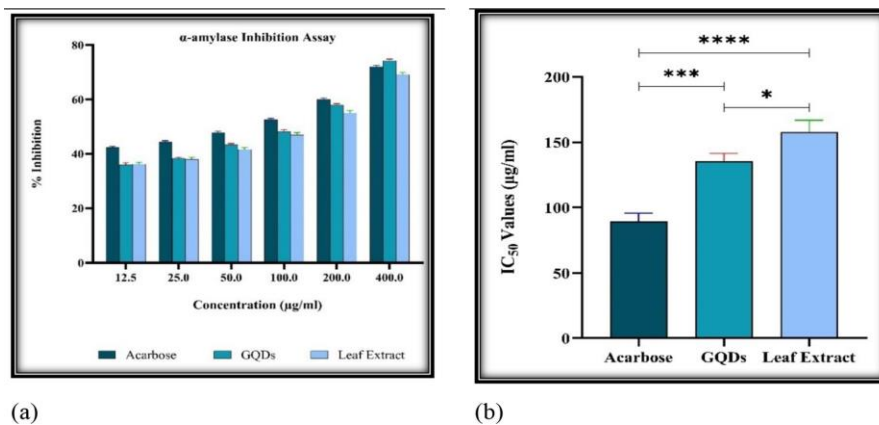 α-amylase Inhibition Assay
80
60
40
20
0
% Inhibition
12.5 25.0 50.0 100.0 200.0 400.0
Concentration (µg/ml)
Acarbose GQDs Leaf Extract
(a)
****
***
*
200
150
100
50
0
IC50 Values (µg/ml)
Acarbose GQDs Leaf Extract
(b)